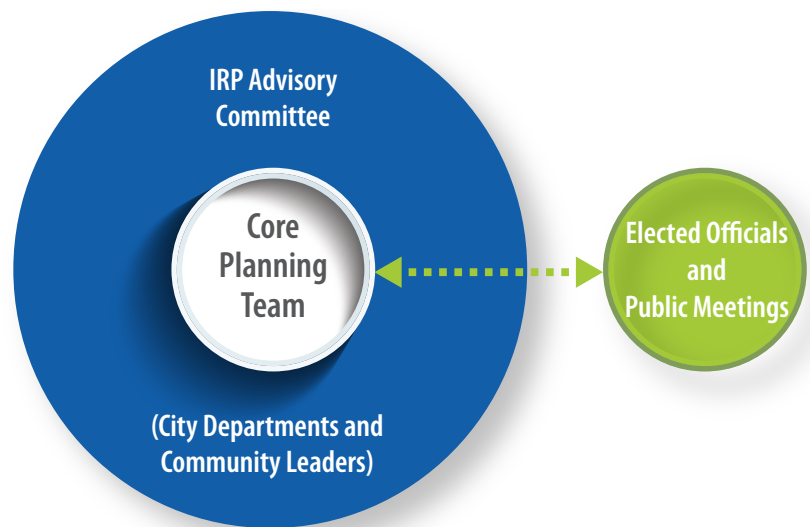 IRP Advisory
Committee
Core
Planning
Team
Elected Officials
and
Public Meetings
(City Departments and
Community Leaders)